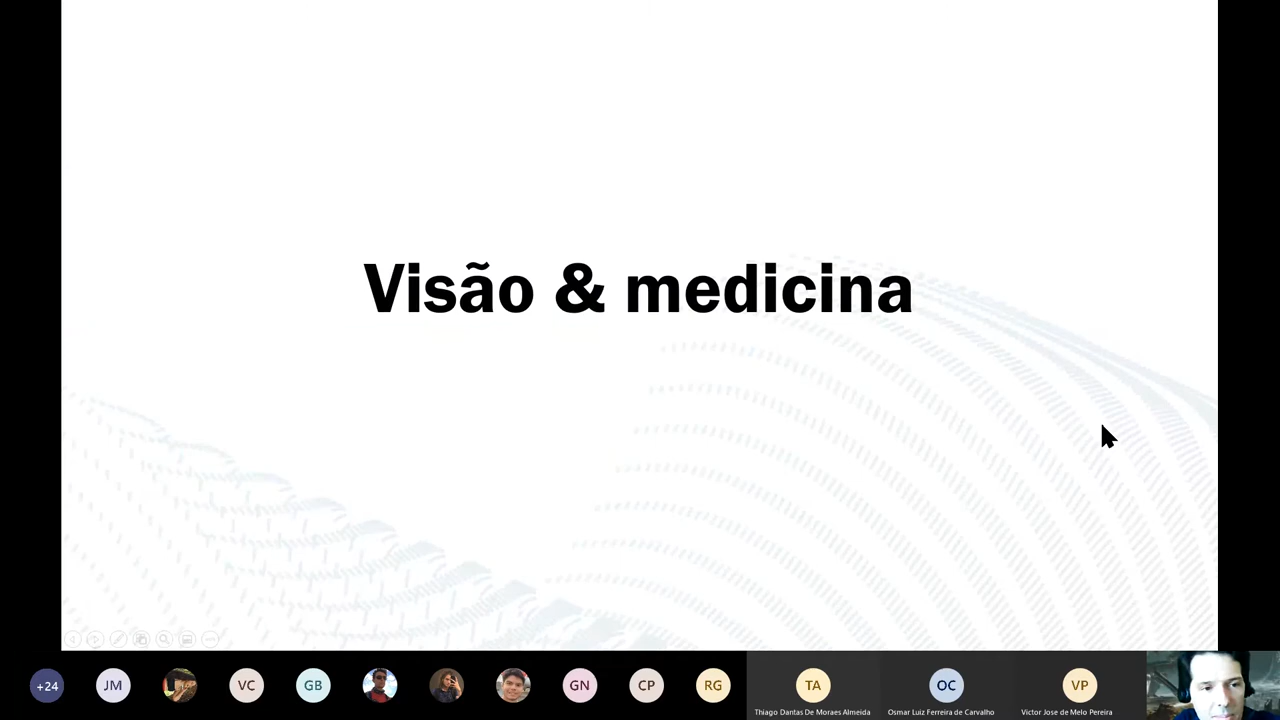 Visão & medicina
+24
JM
VC
GB
GN
CP
RG
TA
OC
VP
Thiago Dantas De Moraes Almeida
Osmar Luiz Ferreira de Carvalho
Victor Jose de Melo Pereira